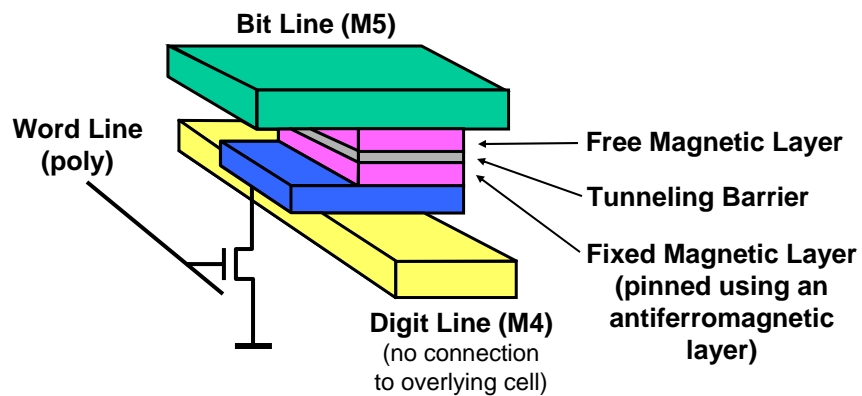 Bit Line (M5)
Word Line
(poly)
Free Magnetic Layer
Tunneling Barrier
Fixed Magnetic Layer
(pinned using an
antiferromagnetic
layer)
Digit Line (M4)
(no connection
to overlying cell)